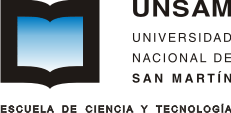 UNSAM
UNIVERSIDAD
NACIONAL DE
SAN MARTÍN
ESCUELA DE CIENCIA Y TECNOLOGÍA